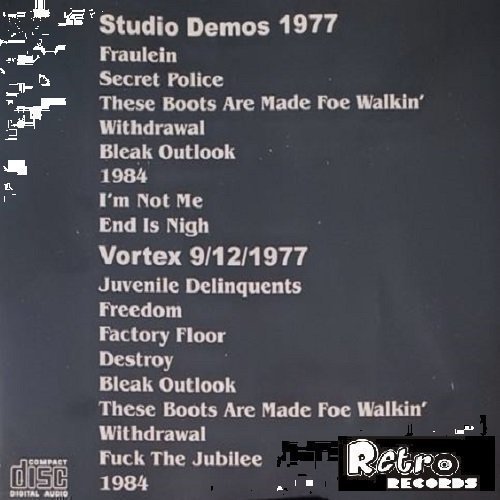 Studio Demos 1977
Fraulein
Secret Police
These Boots Are Made Foe Walkin'
Withdrawal
Bleak Outlook
1984
I'm Not Me
End Is Nigh
Vortex 9/12/1977
Juvenile Delinquents
Freedom
Factory Floor
Destroy
Bleak Outlook
These Boots Are Made Foe Walkin'
Withdrawal
Fuck The Jubilee
1984
COMPACT
disc
DIGITAL AUDIO
Retro
RECORDS